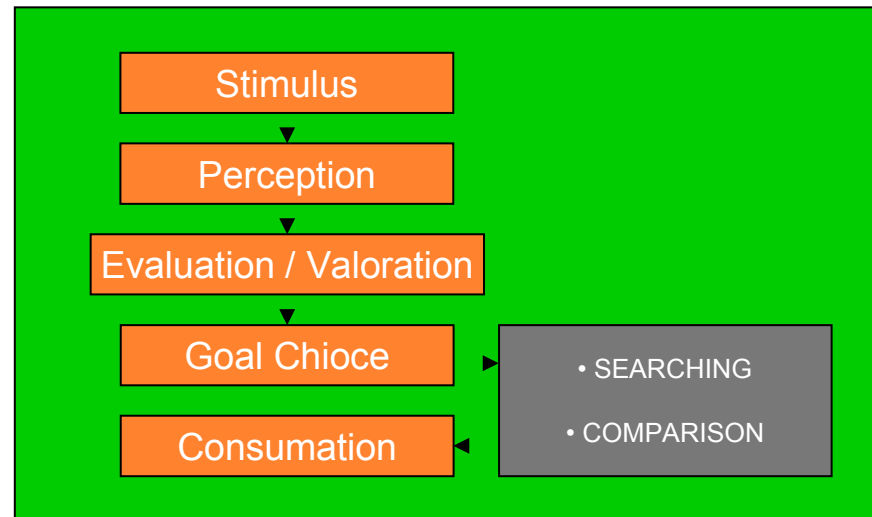 Stimulus
Perception
Evaluation / Valoration
Goal Chioce
• SEARCHING
• COMPARISON
Consumation